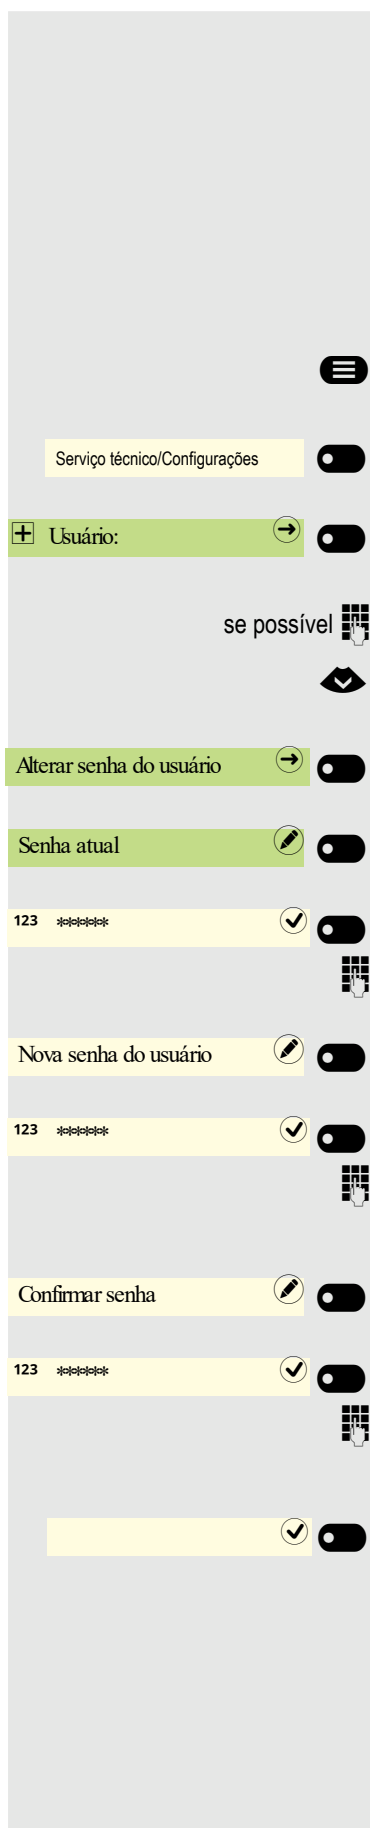 Serviço técnico/Configurações
Usuário:
se possível
Alterar senha do usuário
Senha atual
123 ******
Nova senha do usuário
123 ******
Confirmar senha
123 ******